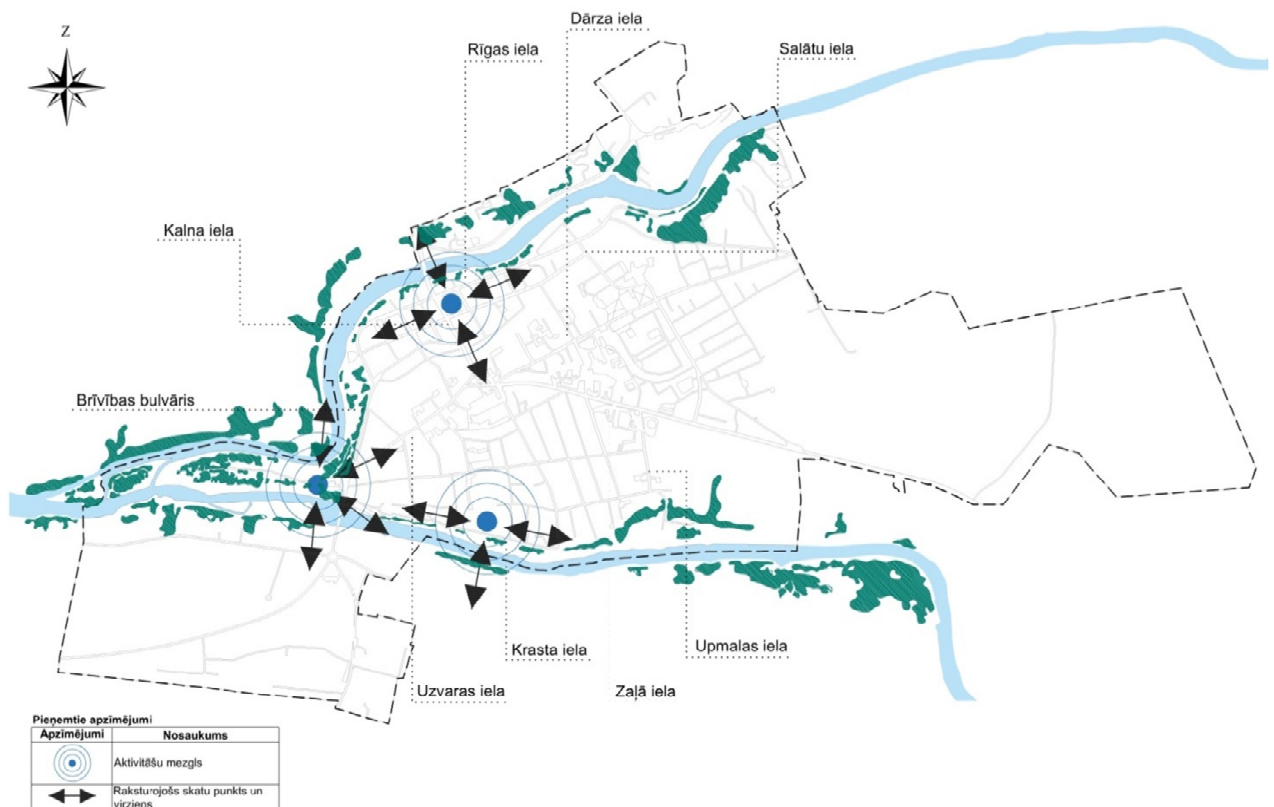 Dārza iela
Z
Rīgas iela
Salātu iela
Kalna iela
Brīvības bulvāris
Krasta iela
Upmalas iela
Uzvaras iela
Zaļā iela
Pieņemtie apzīmējumi
Apzīmējumi
Nosaukums
Aktivitāšu mezgls
Raksturojošs skatu punkts un
virziens